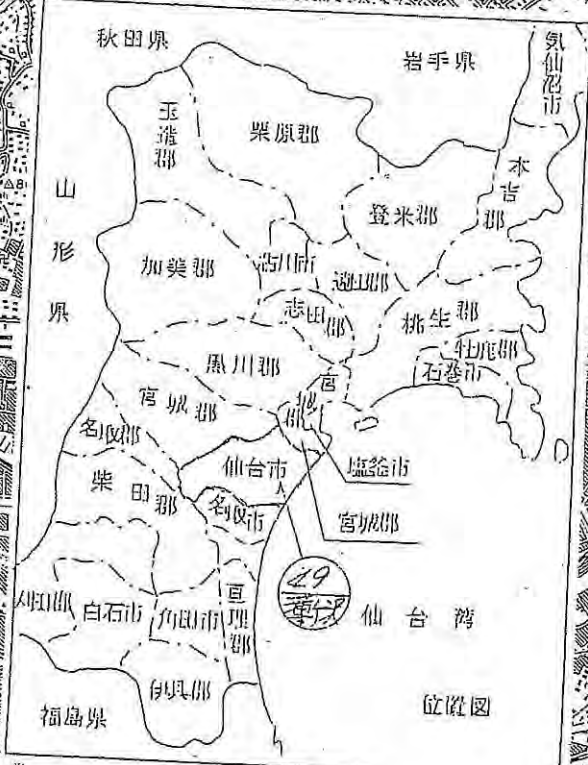 秋田県
岩手県
気仙沼市
玉造郡
栗原郡
本吉郡
山形県
登米郡
加美郡
古川市
遠田郡
志田郡
桃生郡
牡鹿郡
石巻市
黒川郡
宮城郡
宮城郡
名取郡
仙台市
塩釜市
柴田郡
名取市
宮城郡
29
仙台湾
刈田郡
白石市
角田市
亘理郡
伊具郡
福島県
位置図